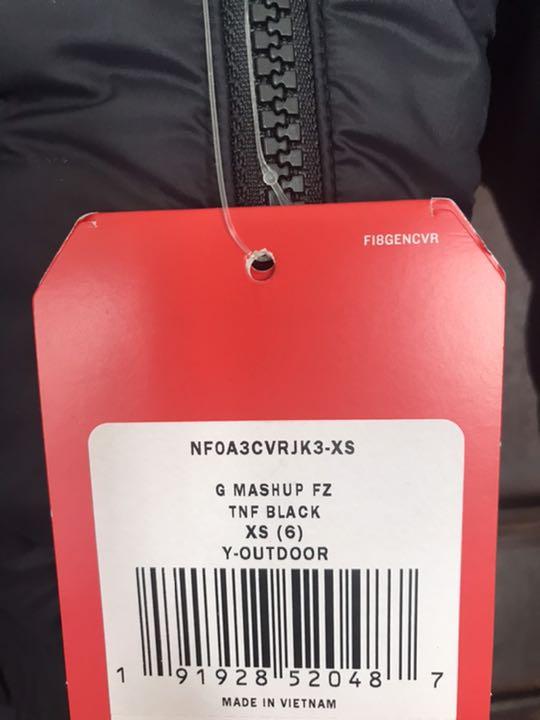 FI8GENCVR
NF0A3CVRJK3-XS
G MASHUP FZ
TNF BLACK
XS (6)
Y-OUTDOOR
1 91928 52048 7
MADE IN VIETNAM